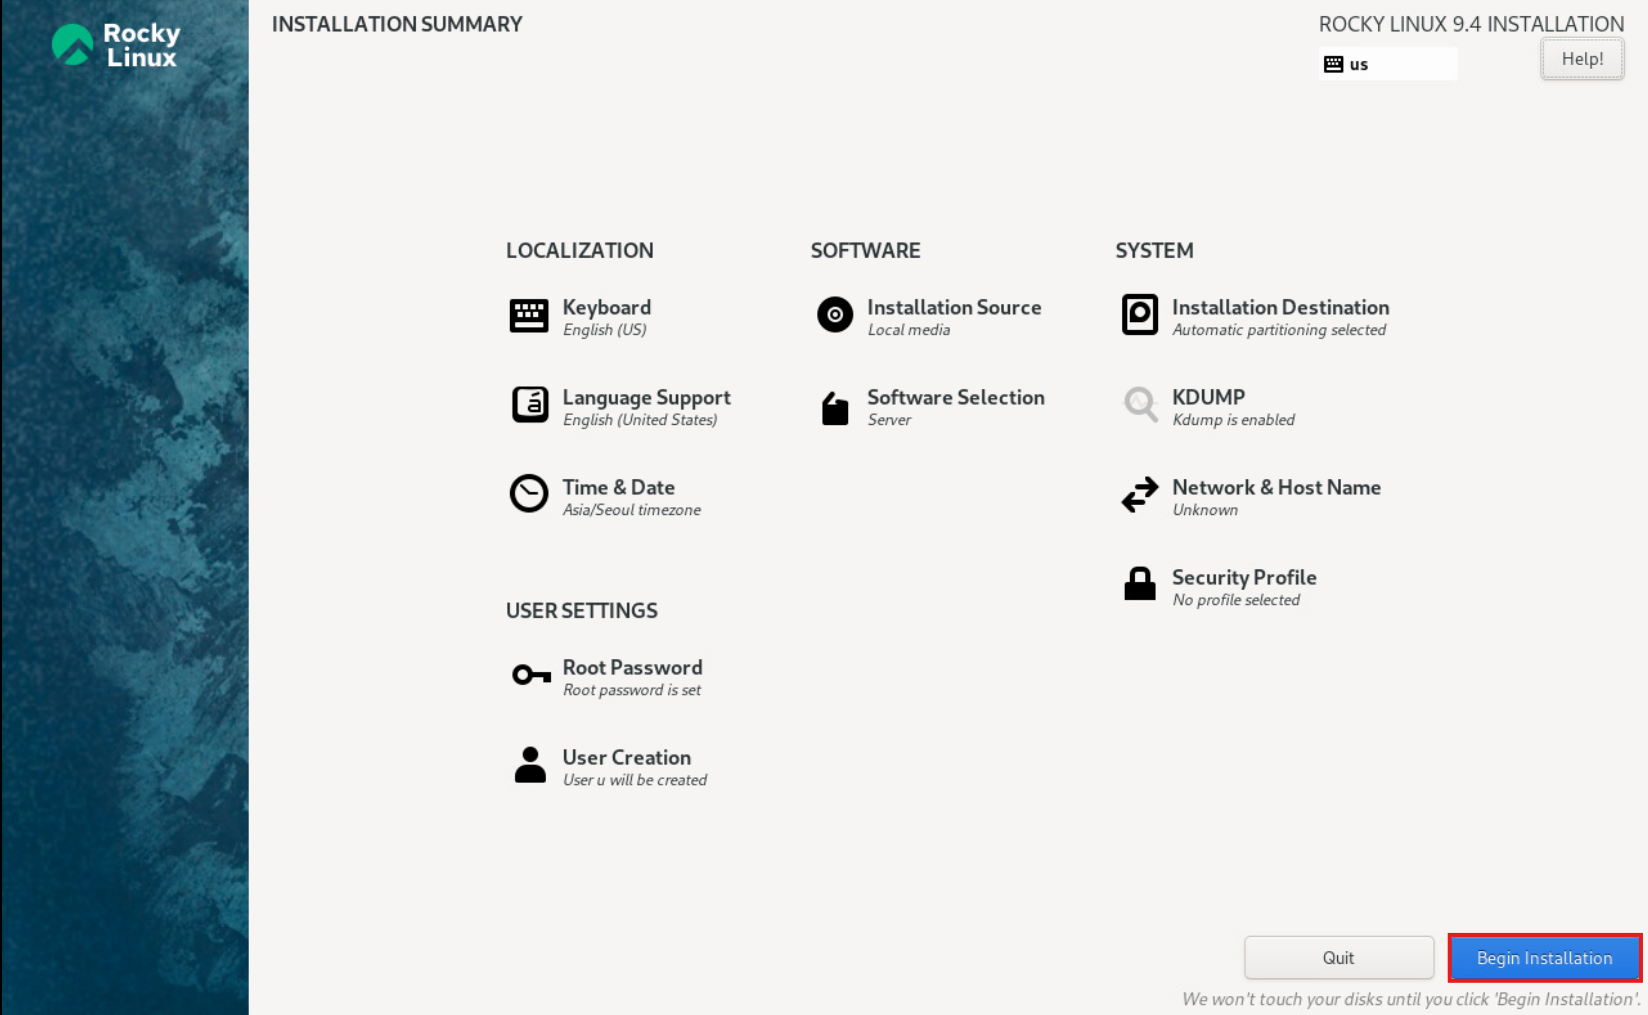 Rocky
Linux
INSTALLATION SUMMARY
ROCKY LINUX 9.4 INSTALLATION
us
Help!
LOCALIZATION
Keyboard
English (US)
Language Support
English (United States)
Time & Date
Asia/Seoul timezone
SOFTWARE
Installation Source
Local media
Software Selection
Server
SYSTEM
Installation Destination
Automatic partitioning selected
KDUMP
Kdump is enabled
Network & Host Name
Unknown
Security Profile
No profile selected
USER SETTINGS
Root Password
Root password is set
User Creation
User u will be created
Quit
Begin Installation
We won't touch your disks until you click 'Begin Installation'.